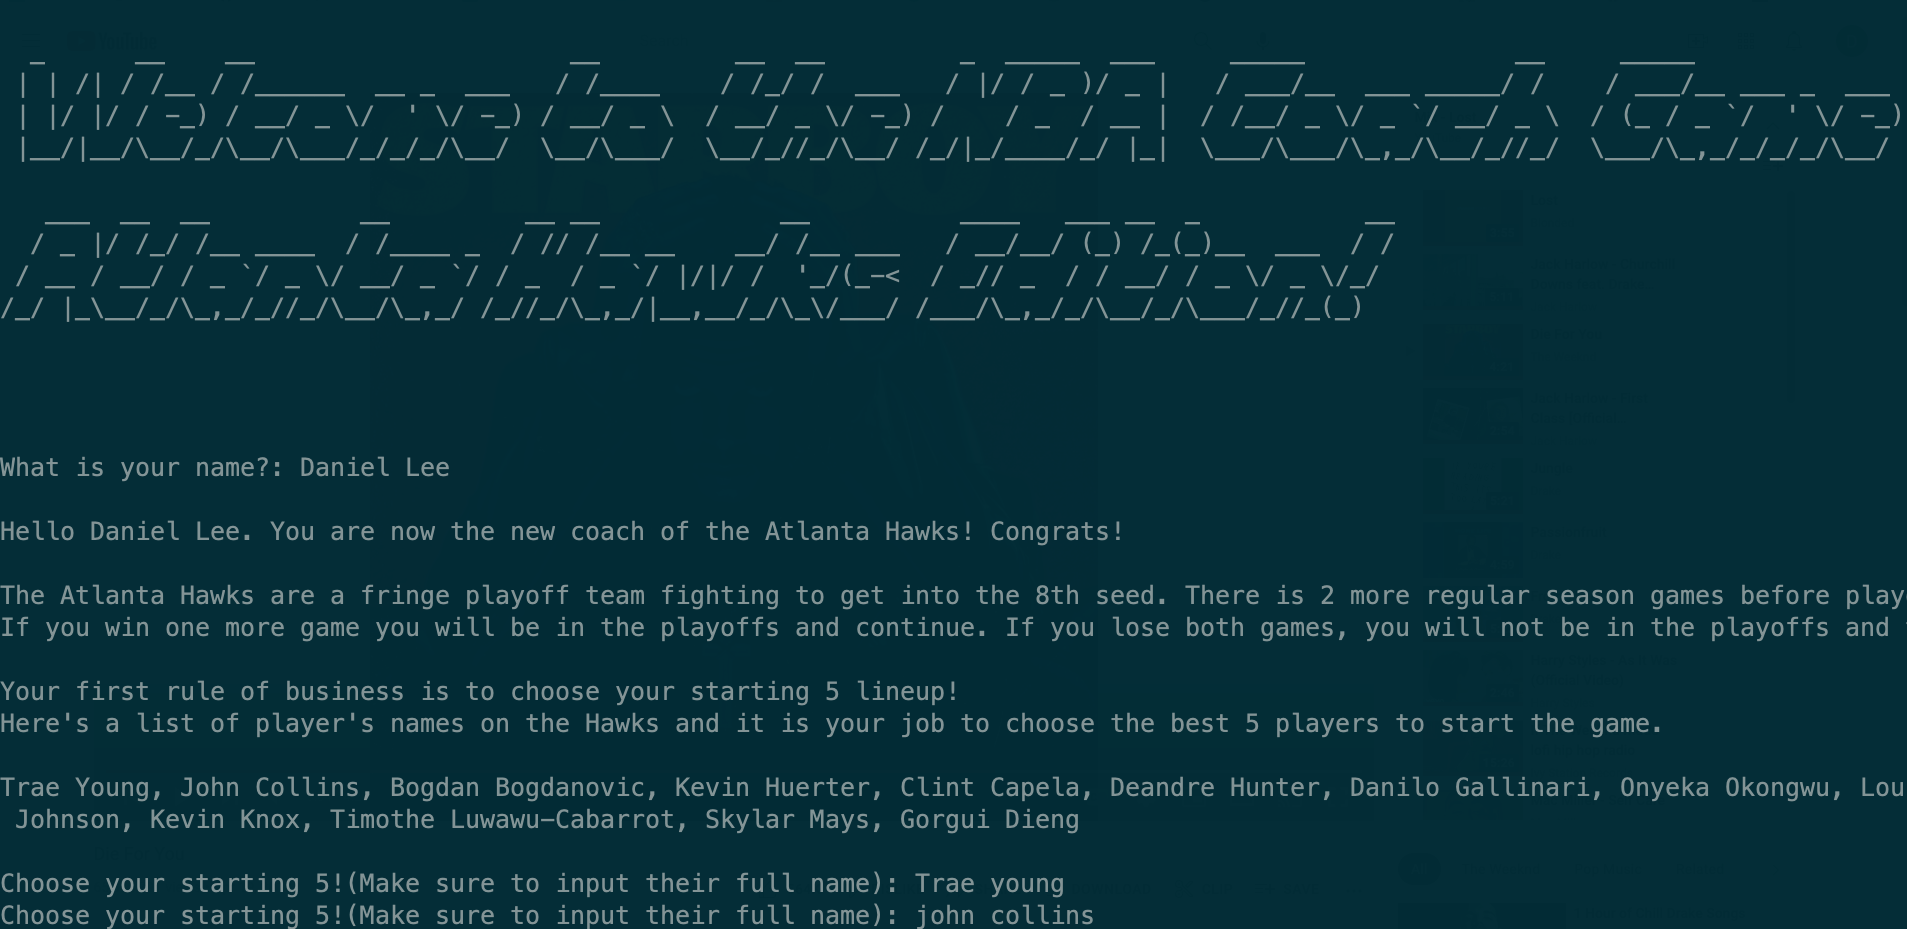 Welcome to the NBA Coach Game
Atlanta Hawks Edition!
What is your name?: Daniel Lee
Hello Daniel Lee. You are now the new coach of the Atlanta Hawks! Congrats!
The Atlanta Hawks are a fringe playoff team fighting to get into the 8th seed. There is 2 more regular season games before
If you win one more game you will be in the playoffs and continue. If you lose both games, you will not be in the playoffs and
Your first rule of business is to choose your starting 5 lineup!
Here's a list of player's names on the Hawks and it is your job to choose the best 5 players to start the game.
Trae Young, John Collins, Bogdan Bogdanovic, Kevin Huerter, Clint Capela, Deandre Hunter, Danilo Gallinari, Onyeka Okongwu, Lou
Johnson, Kevin Knox, Timothe Luwawu-Cabarrot, Skylar Mays, Gorgui Dieng
Choose your starting 5!(Make sure to input their full name): Trae young
Choose your starting 5!(Make sure to input their full name): john collins